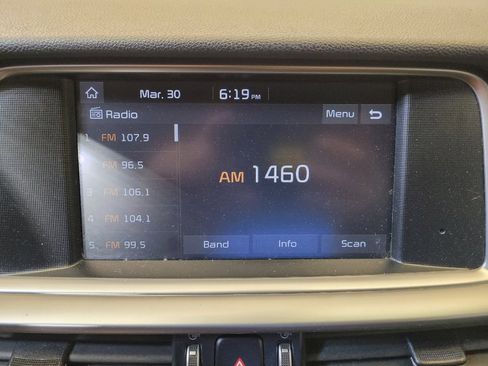 Mar. 30 6:19 PM
Radio Menu
1 FM 107.9
FM 96.5
3 FM 106.1
4 FM 104.1
5 FM 99.5
AM 1460
Band Info Scan